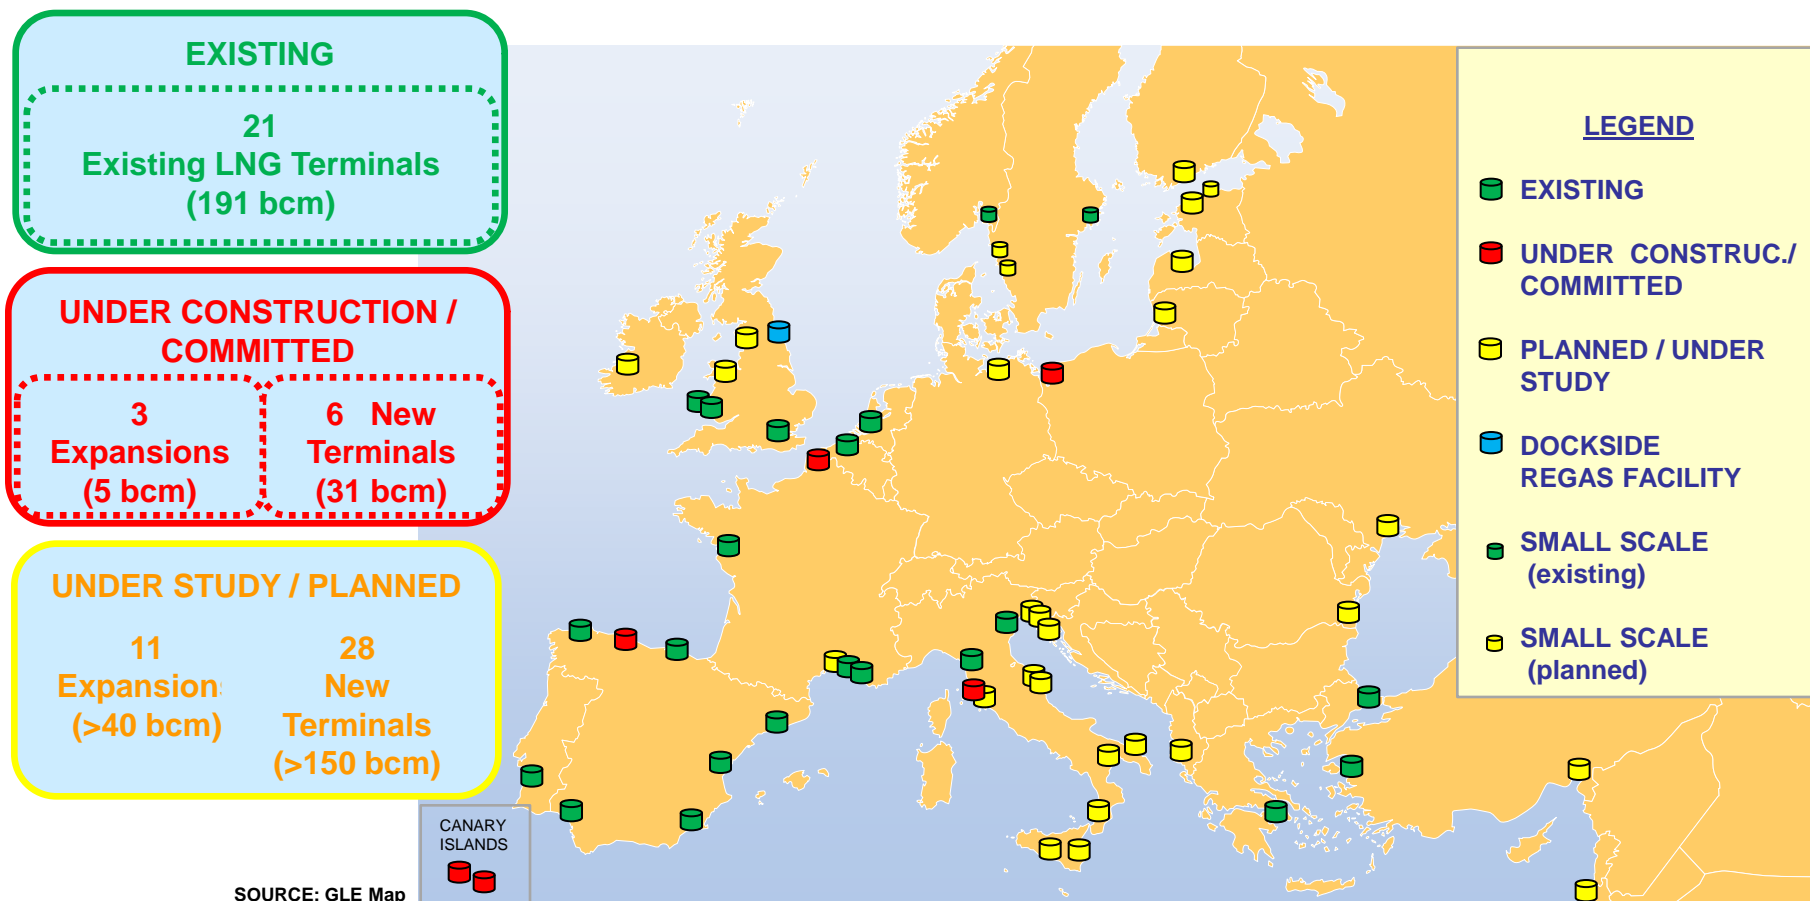 EXISTING
21
Existing LNG Terminals
(191 bcm)
UNDER CONSTRUCTION /
COMMITTED
3
Expansions
(5 bcm)
6 New
Terminals
(31 bcm)
UNDER STUDY / PLANNED
11
Expansion
(>40 bcm)
28
New
Terminals
(>150 bcm)
CANARY
ISLANDS
SOURCE: GLE Map
LEGEND
EXISTING
UNDER CONSTRUC./
COMMITTED
PLANNED / UNDER
STUDY
DOCKSIDE
REGAS FACILITY
SMALL SCALE
(existing)
SMALL SCALE
(planned)